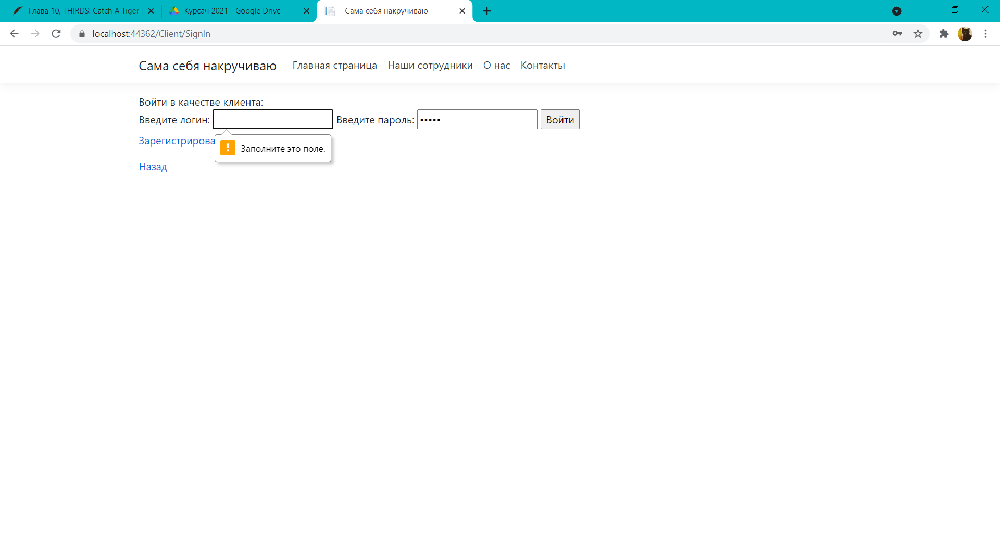 Глава 10, THIRDS: Catch A Tiger
Курсач 2021 - Google Drive
- Сама себя накручиваю
localhost:44362/Client/SignIn
Сама себя накручиваю Главная страница Наши сотрудники О нас Контакты
Войти в качестве клиента:
Введите логин: Введите пароль: ••••• Войти
Зарегистрирова
Заполните это поле.
Назад